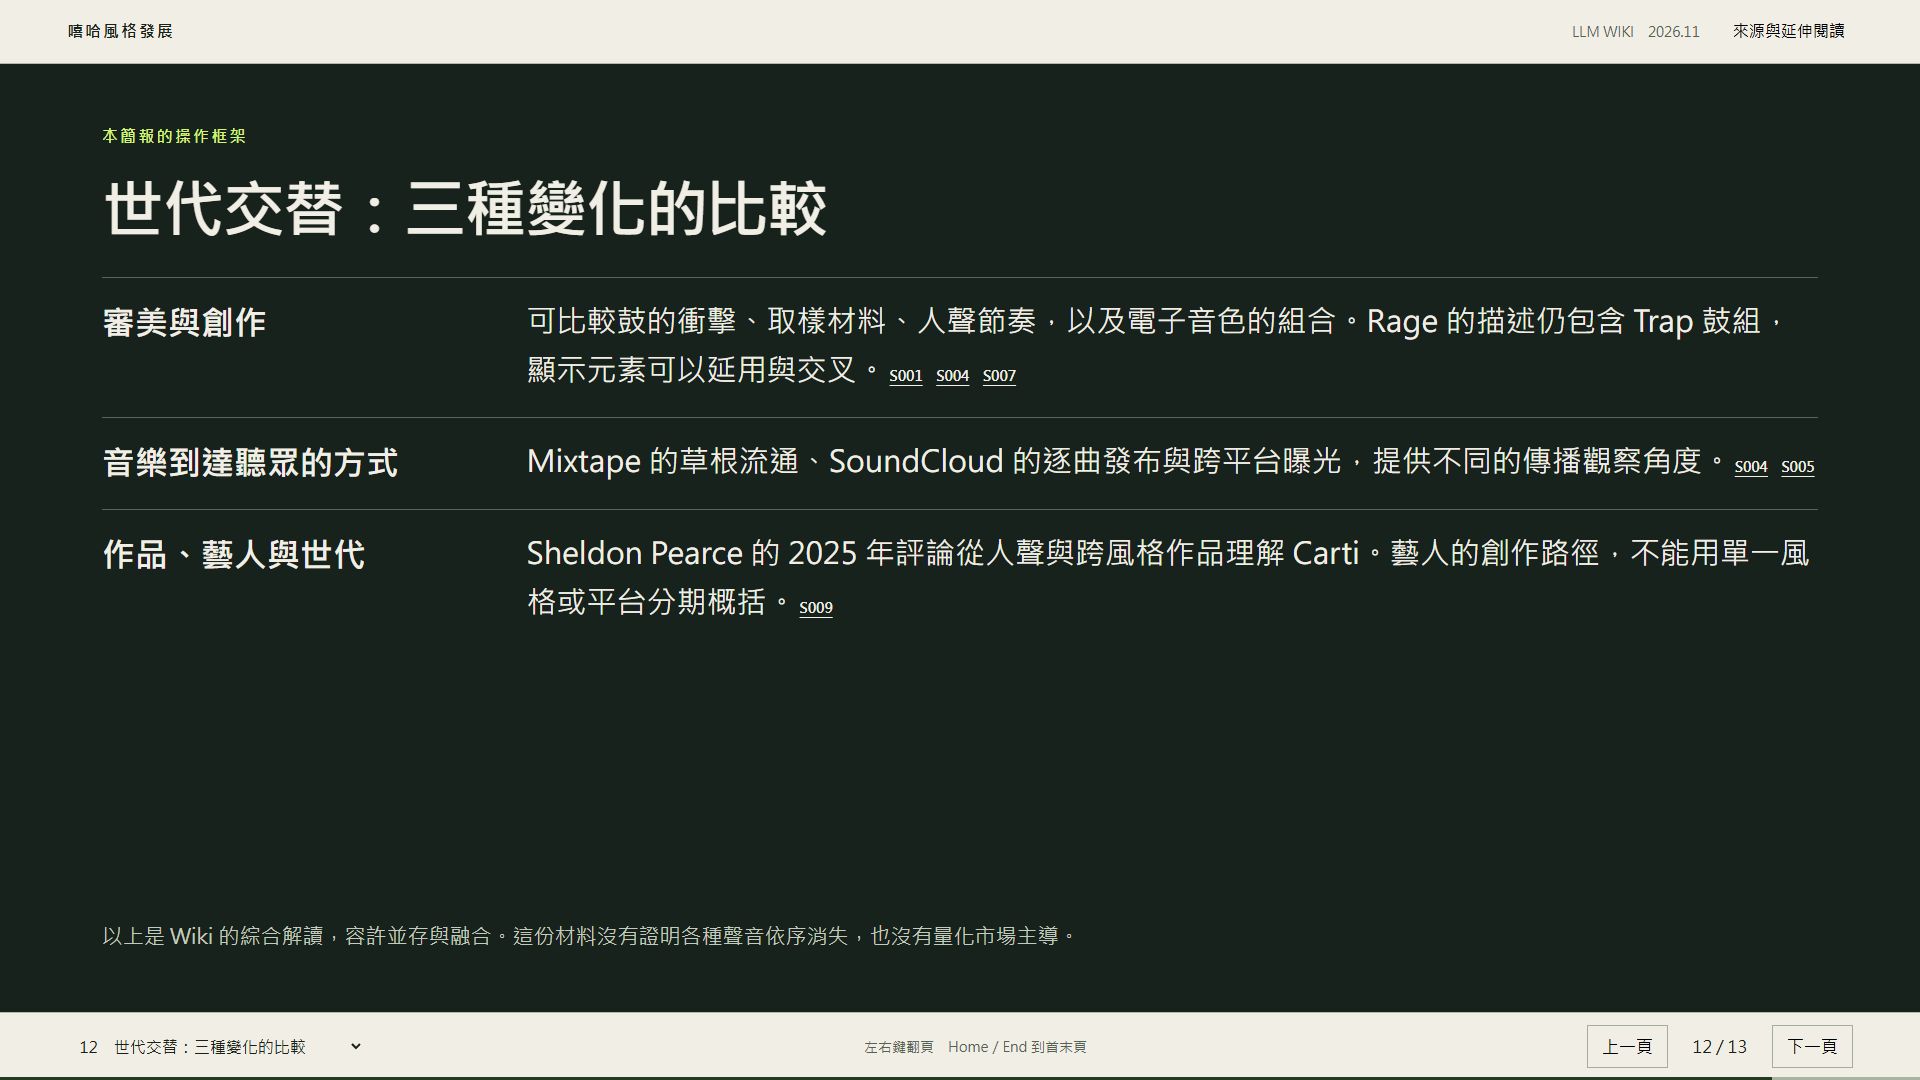 嘻哈風格發展
LLM WIKI 2026.11 來源與延伸閱讀
本簡報的操作框架
世代交替：三種變化的比較
審美與創作
可比較鼓的衝擊、取樣材料、人聲節奏，以及電子音色的組合。Rage 的描述仍包含 Trap 鼓組，
顯示元素可以延用與交叉。 S001 S004 S007
音樂到達聽眾的方式
Mixtape 的草根流通、SoundCloud 的逐曲發布與跨平台曝光，提供不同的傳播觀察角度。 S004 S005
作品、藝人與世代
Sheldon Pearce 的 2025 年評論從人聲與跨風格作品理解 Carti。藝人的創作路徑，不能用單一風
格或平台分期概括。 S009
以上是 Wiki 的綜合解讀，容許並存與融合。這份材料沒有證明各種聲音依序消失，也沒有量化市場主導。
12 世代交替：三種變化的比較
左右鍵翻頁 Home / End 到首末頁
上一頁 12 / 13 下一頁